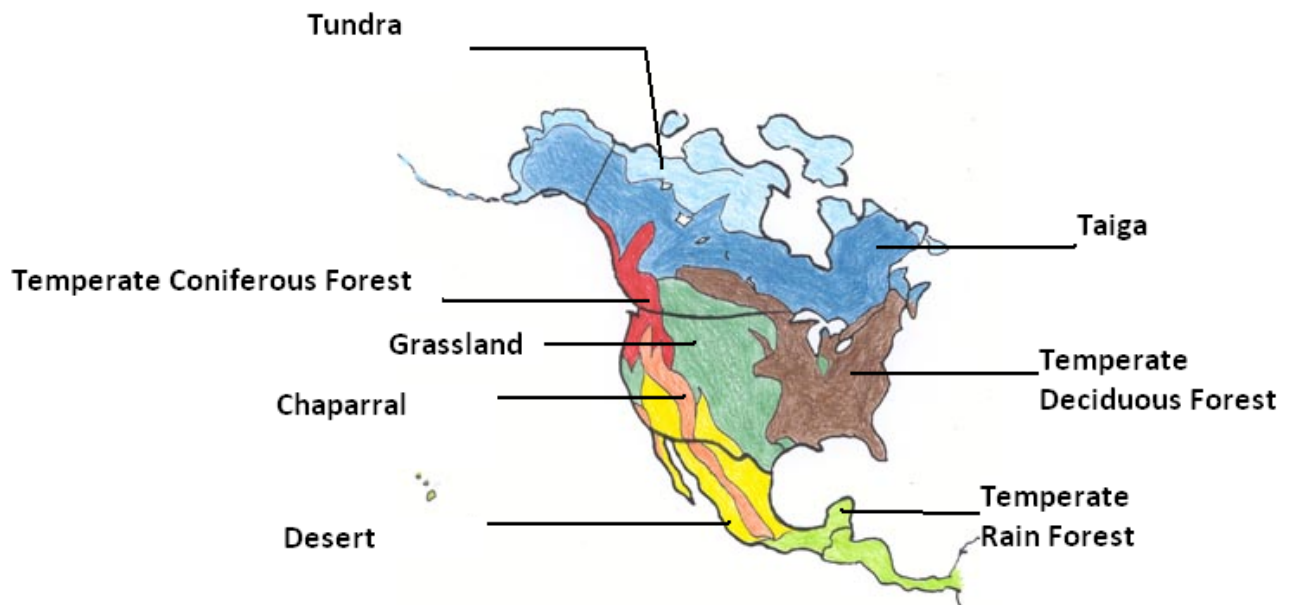 Tundra
Taiga
Temperate Coniferous Forest
Grassland
Temperate
Deciduous Forest
Chaparral
Temperate
Rain Forest
Desert